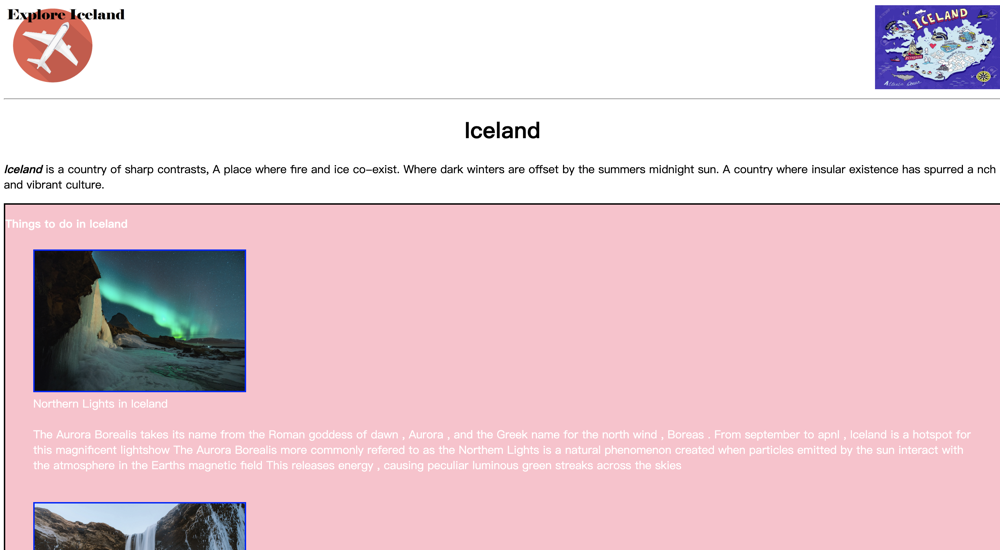 Explore Iceland
ICELAND
Iceland
Iceland is a country of sharp contrasts, A place where fire and ice co-exist. Where dark winters are offset by the summers midnight sun. A country where insular existence has spurred a nch
and vibrant culture.
Things to do in Iceland
Northern Lights in Iceland
The Aurora Borealis takes its name from the Roman goddess of dawn , Aurora , and the Greek name for the north wind , Boreas . From september to apnl , Iceland is a hotspot for
this magnificent lightshow The Aurora Borealis more commonly refered to as the Northern Lights is a natural phenomenon created when particles emitted by the sun interact with
the atmosphere in the Earths magnetic field This releases energy , causing peculiar luminous green streaks across the skies